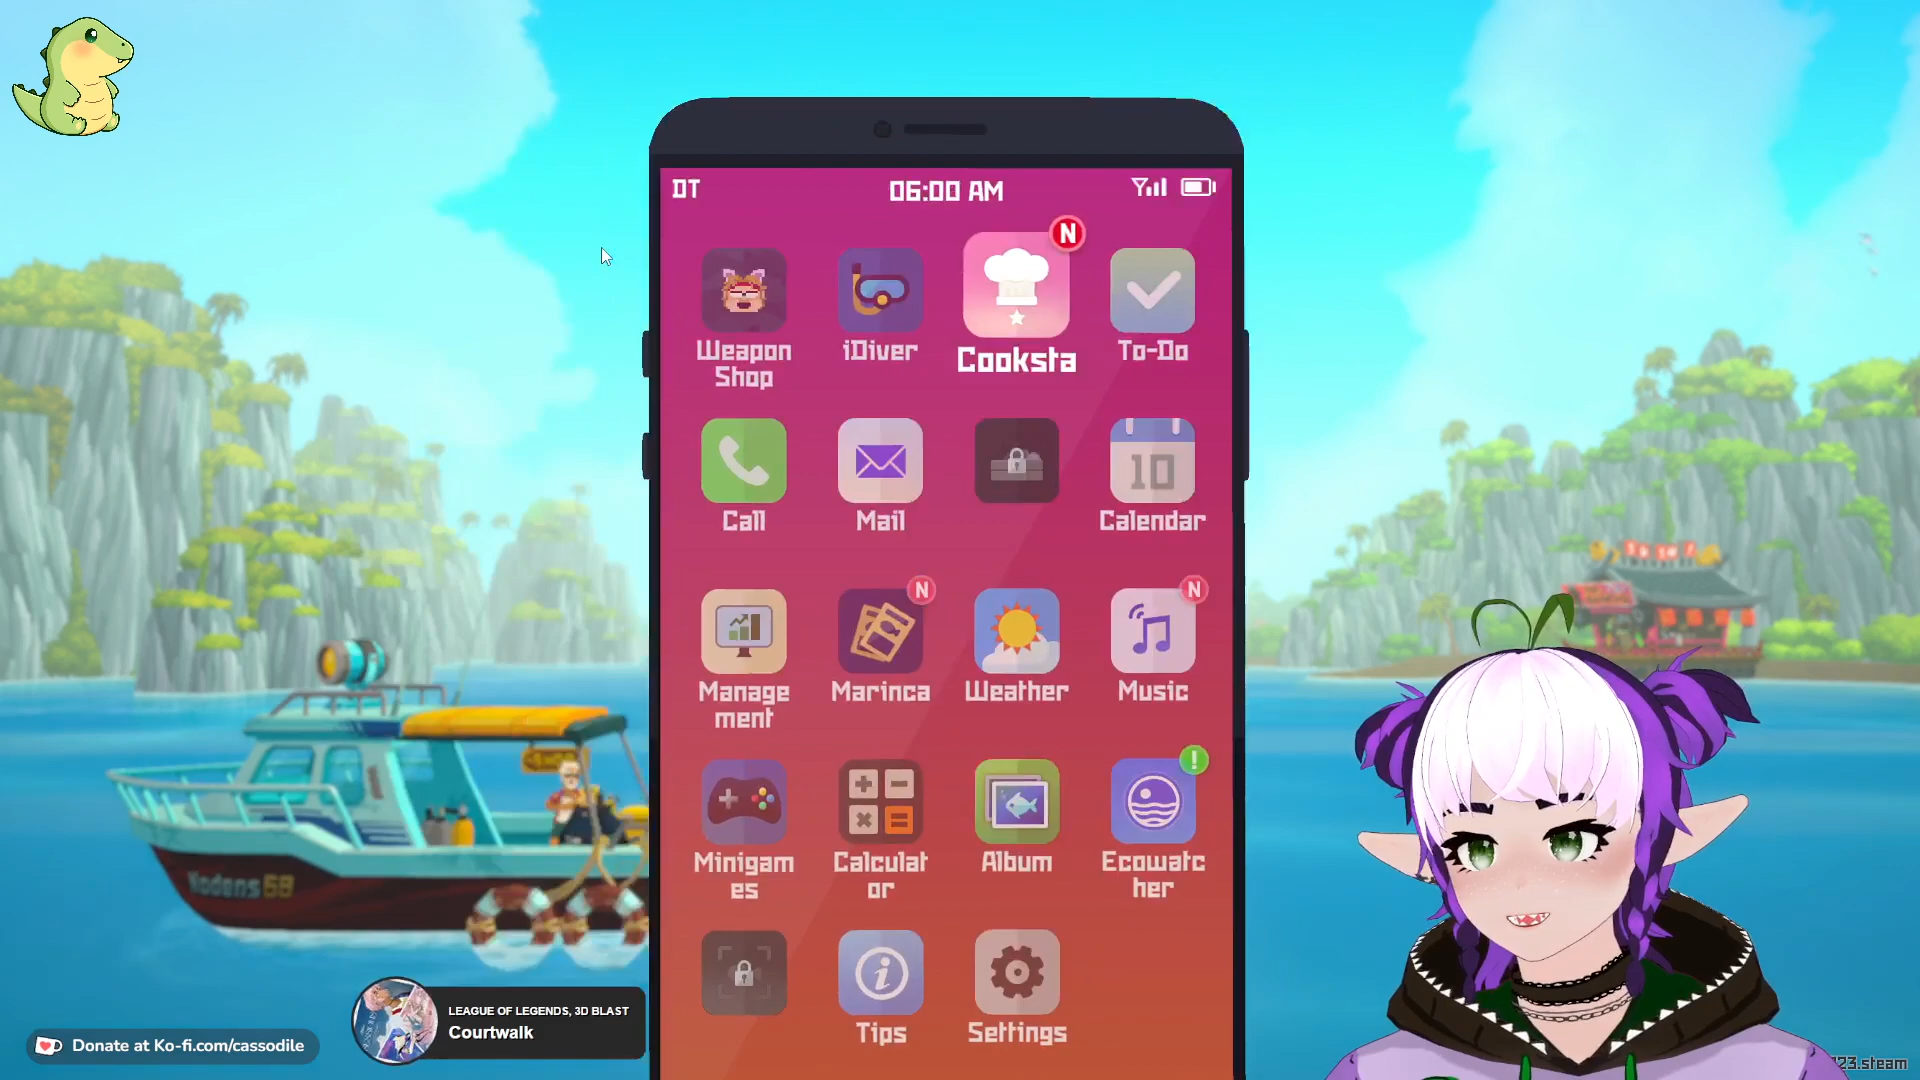 DT
06:00 AM
N
Weapon
Shop
iDiver
Cooksta
To-Do
10
Call
Mail
Calendar
N
N
Manage
ment
Marinca
Weather
Music
!
Minigam
es
Calculat
or
Album
Ecowatc
her
Tips
Settings
LEAGUE OF LEGENDS, 3D BLAST
Courtwalk
Donate at Ko-fi.com/cassodile
23.steam